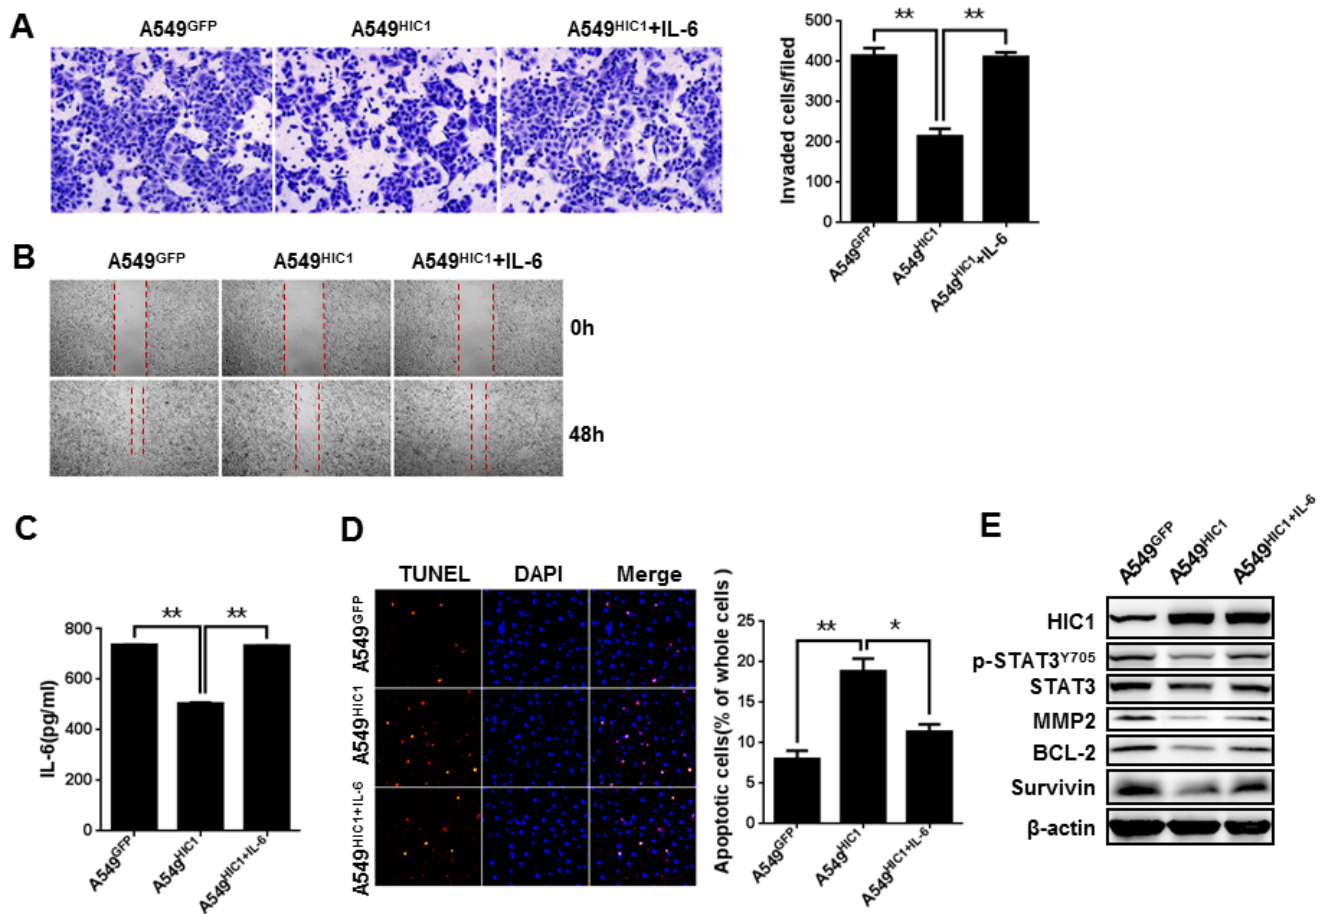 A
A549GFP A549HIC1 A549HIC1+IL-6
Invaded cells/filed
500
400
300
200
100
0
** **
A549GFP A549HIC1 A549HIC1+IL-6
B
A549GFP A549HIC1 A549HIC1+IL-6
0h
48h
C
IL-6(pg/ml)
800
600
400
200
0
** **
A549GFP A549HIC1 A549HIC1+IL-6
D
TUNEL DAPI Merge
A549GFP
A549HIC1
A549HIC1+IL-6
Apoptotic cells(% of whole cells )
25
20
15
10
5
0
** *
A549GFP A549HIC1 A549HIC1+IL-6
E
A549GFP A549HIC1 A549HIC1+IL-6
HIC1
p-STAT3Y705
STAT3
MMP2
BCL-2
Survivin
β-actin